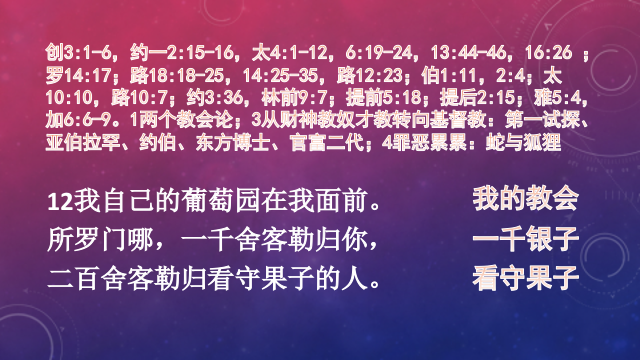 创3:1-6，约一2:15-16，太4:1-12，6:19-24，13:44-46，16:26 ；
罗14:17；路18:18-25，14:25-35，路12:23；伯1:11，2:4；太
10:10，路10:7；约3:36，林前9:7；提前5:18；提后2:15；雅5:4，
加6:6-9。1两个教会论；3从财神教奴才教转向基督教：第一试探、
亚伯拉罕、约伯、东方博士、官富二代；4罪恶累累：蛇与狐狸
12我自己的葡萄园在我面前。 我的教会
所罗门哪，一千舍客勒归你， 一千银子
二百舍客勒归看守果子的人。 看守果子